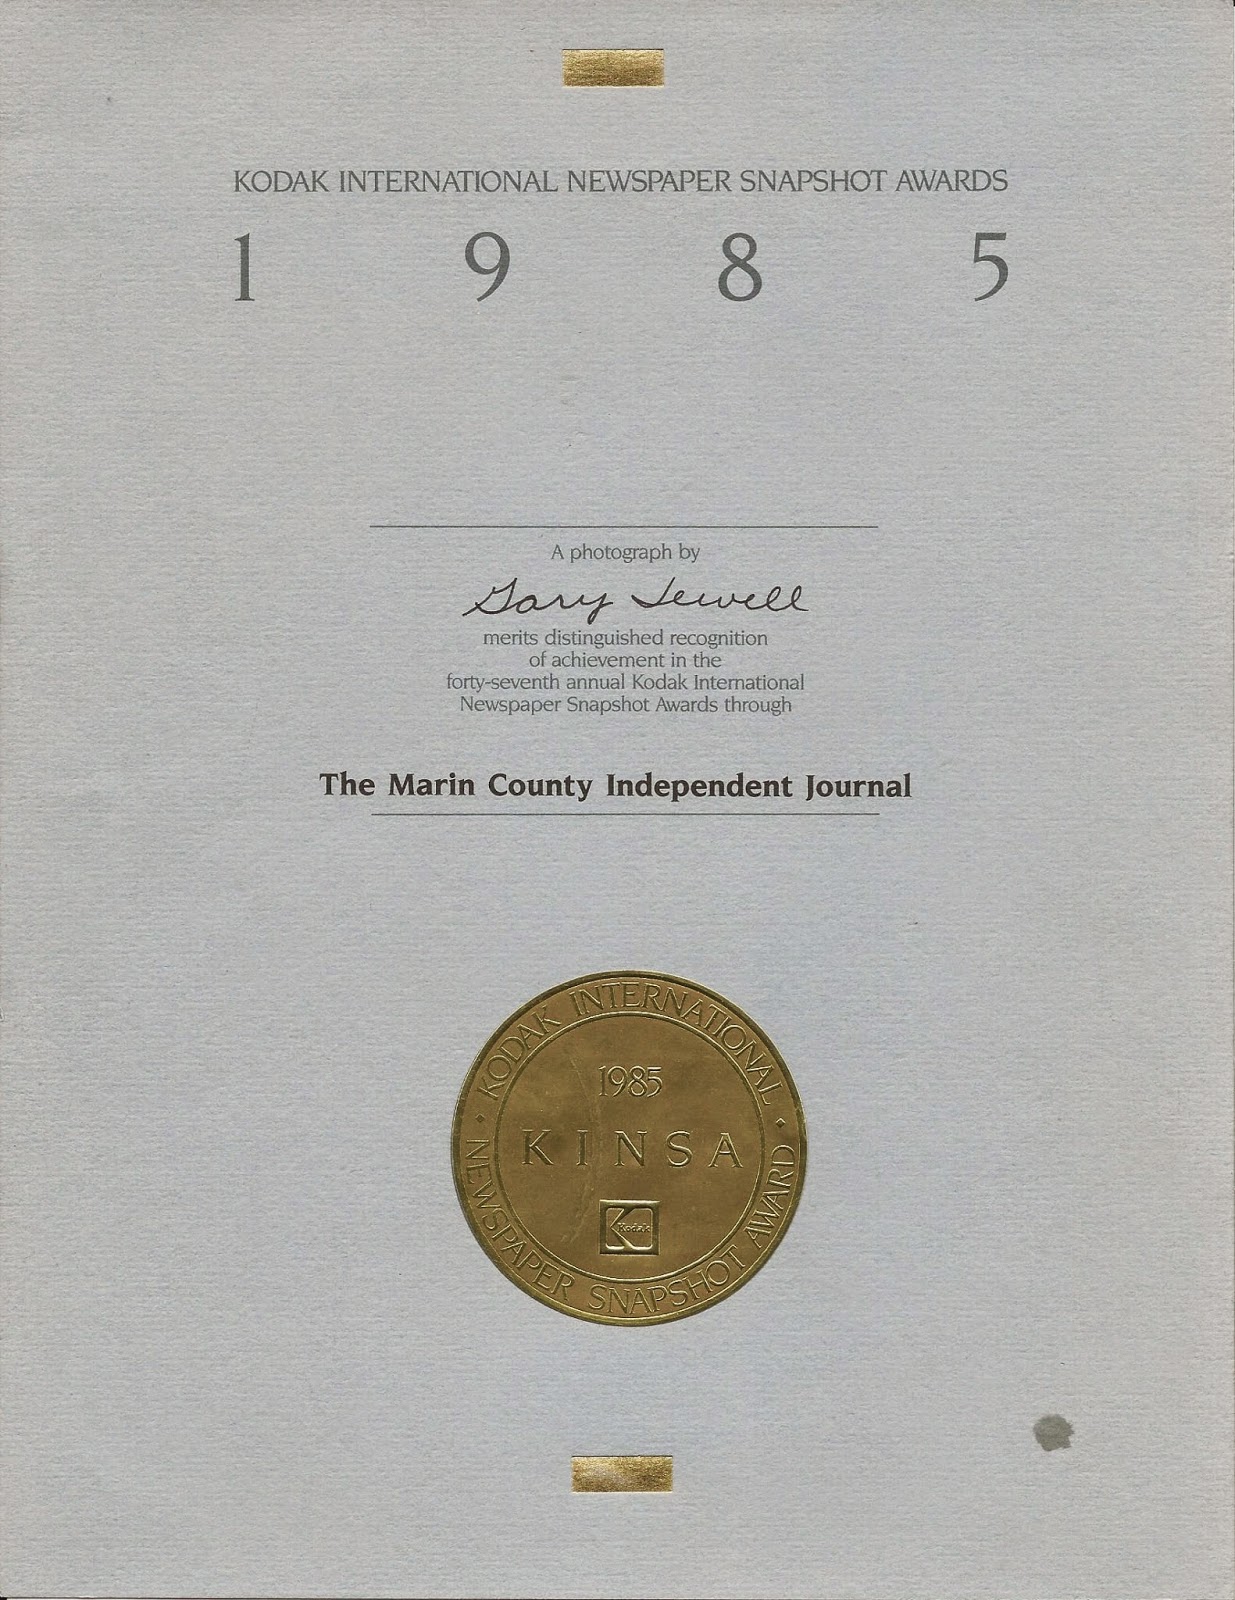 KODAK INTERNATIONAL NEWSPAPER SNAPSHOT AWARDS
1 9 8 5
A photograph by
Gary Sewell
merits distinguished recognition
of achievement in the
forty-seventh annual Kodak International
Newspaper Snapshot Awards through
The Marin County Independent Journal
KODAK INTERNATIONAL
1985
KINSA
Kodak
NEWSPAPER SNAPSHOT AWARD